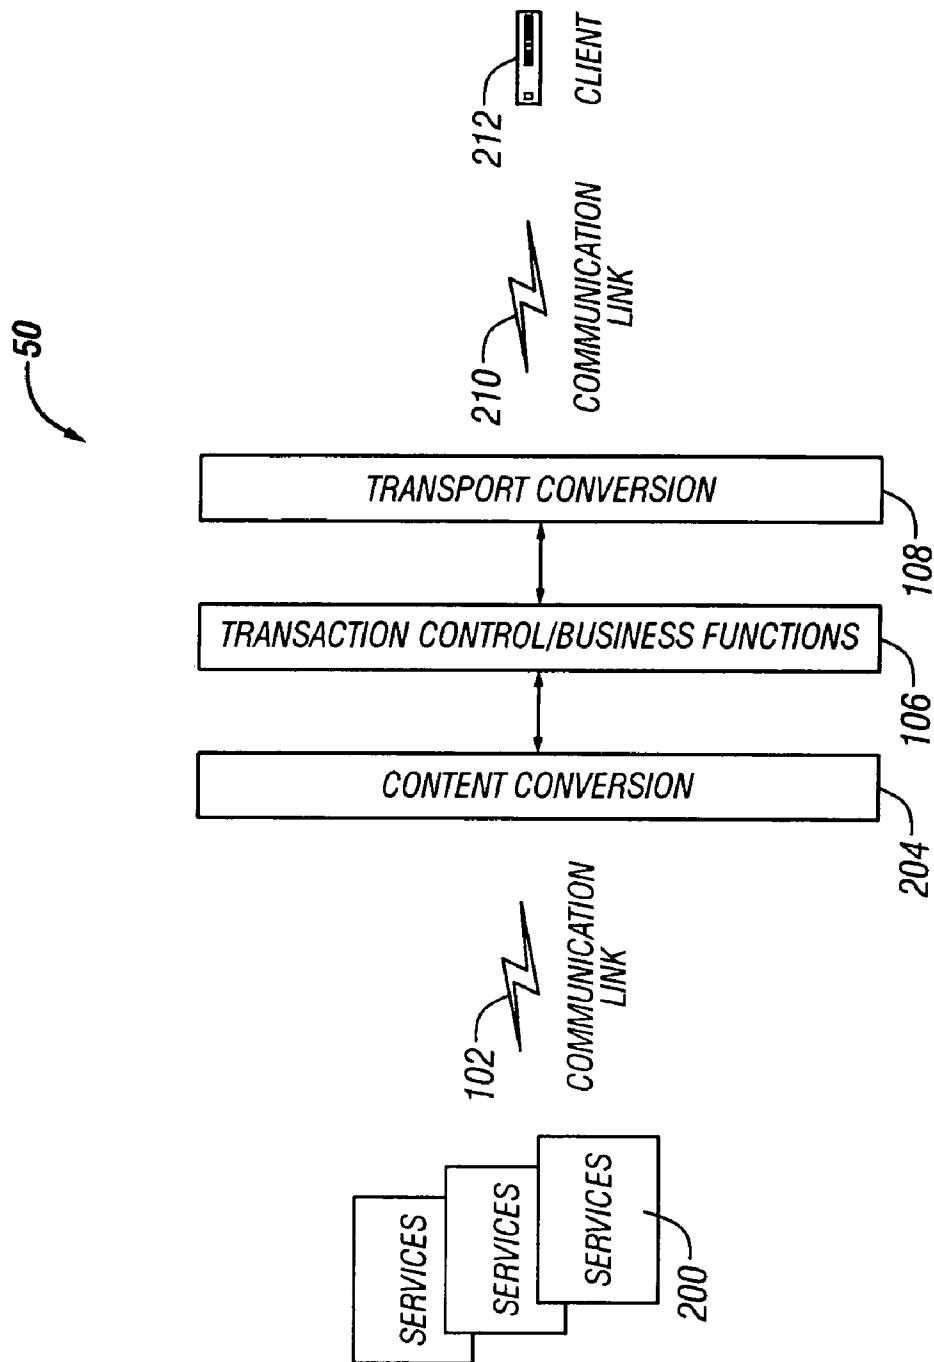 50
SERVICES
SERVICES
SERVICES
200
102
COMMUNICATION
LINK
CONTENT CONVERSION
204
TRANSACTION CONTROL/BUSINESS FUNCTIONS
106
TRANSPORT CONVERSION
108
210
COMMUNICATION
LINK
212
CLIENT